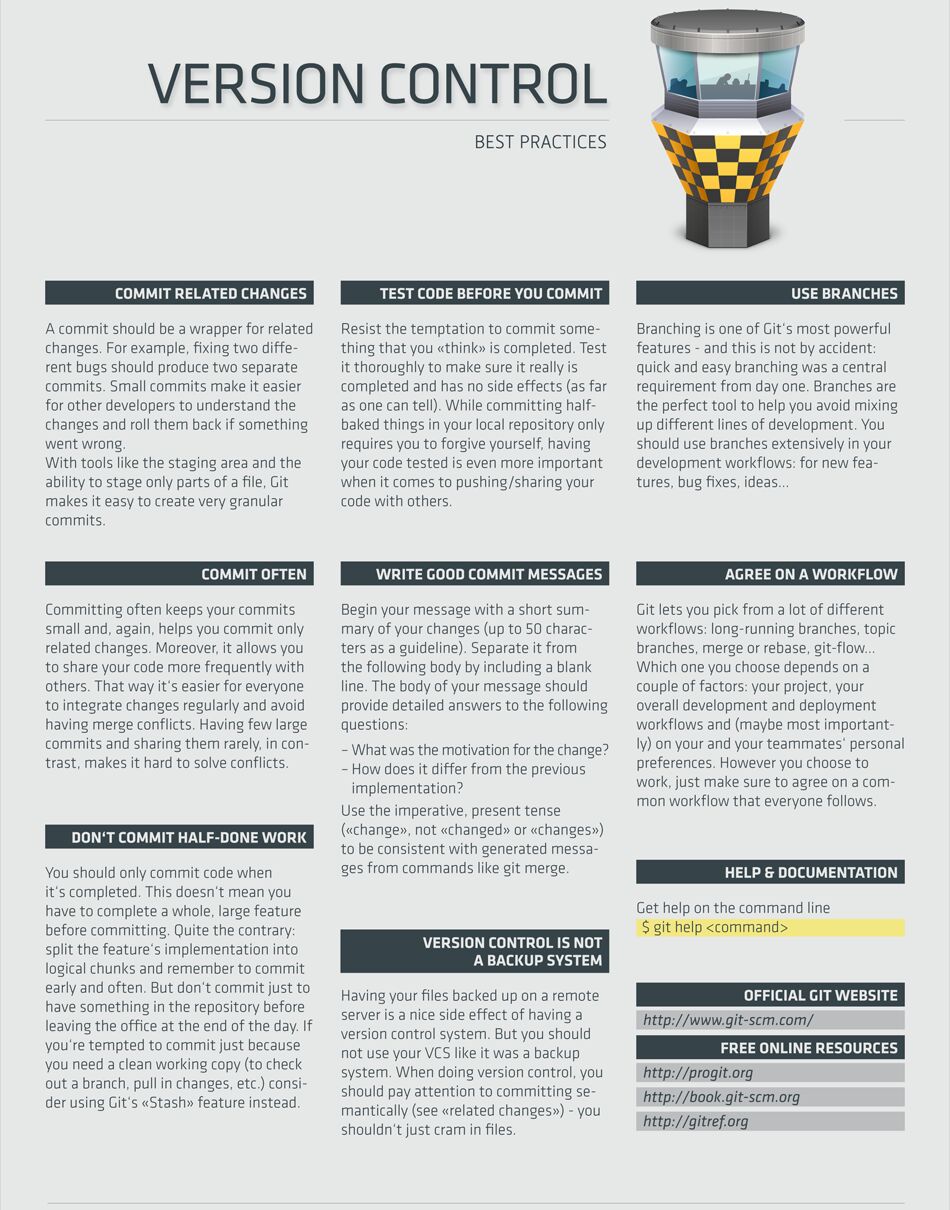 VERSION CONTROL
BEST PRACTICES
COMMIT RELATED CHANGES
A commit should be a wrapper for related
changes. For example, fixing two diffe-
rent bugs should produce two separate
commits. Small commits make it easier
for other developers to understand the
changes and roll them back if something
went wrong.
With tools like the staging area and the
ability to stage only parts of a file, Git
makes it easy to create very granular
commits.
COMMIT OFTEN
Committing often keeps your commits
small and, again, helps you commit only
related changes. Moreover, it allows you
to share your code more frequently with
others. That way it‘s easier for everyone
to integrate changes regularly and avoid
having merge conflicts. Having few large
commits and sharing them rarely, in con-
trast, makes it hard to solve conflicts.
DON‘T COMMIT HALF-DONE WORK
You should only commit code when
it‘s completed. This doesn‘t mean you
have to complete a whole, large feature
before committing. Quite the contrary:
split the feature‘s implementation into
logical chunks and remember to commit
early and often. But don‘t commit just to
have something in the repository before
leaving the office at the end of the day. If
you‘re tempted to commit just because
you need a clean working copy (to check
out a branch, pull in changes, etc.) consi-
der using Git‘s «Stash» feature instead.
TEST CODE BEFORE YOU COMMIT
Resist the temptation to commit some-
thing that you «think» is completed. Test
it thoroughly to make sure it really is
completed and has no side effects (as far
as one can tell). While committing half-
baked things in your local repository only
requires you to forgive yourself, having
your code tested is even more important
when it comes to pushing/sharing your
code with others.
WRITE GOOD COMMIT MESSAGES
Begin your message with a short sum-
mary of your changes (up to 50 charac-
ters as a guideline). Separate it from
the following body by including a blank
line. The body of your message should
provide detailed answers to the following
questions:
– What was the motivation for the change?
– How does it differ from the previous
implementation?
Use the imperative, present tense
(«change», not «changed» or «changes»)
to be consistent with generated messa-
ges from commands like git merge.
VERSION CONTROL IS NOT
A BACKUP SYSTEM
Having your files backed up on a remote
server is a nice side effect of having a
version control system. But you should
not use your VCS like it was a backup
system. When doing version control, you
should pay attention to committing se-
mantically (see «related changes») - you
shouldn‘t just cram in files.
USE BRANCHES
Branching is one of Git‘s most powerful
features - and this is not by accident:
quick and easy branching was a central
requirement from day one. Branches are
the perfect tool to help you avoid mixing
up different lines of development. You
should use branches extensively in your
development workflows: for new fea-
tures, bug fixes, ideas...
AGREE ON A WORKFLOW
Git lets you pick from a lot of different
workflows: long-running branches, topic
branches, merge or rebase, git-flow...
Which one you choose depends on a
couple of factors: your project, your
overall development and deployment
workflows and (maybe most important-
ly) on your and your teammates‘ personal
preferences. However you choose to
work, just make sure to agree on a com-
mon workflow that everyone follows.
HELP & DOCUMENTATION
Get help on the command line
$ git help <command>
OFFICIAL GIT WEBSITE
http://www.git-scm.com/
FREE ONLINE RESOURCES
http://progit.org
http://book.git-scm.org
http://gitref.org